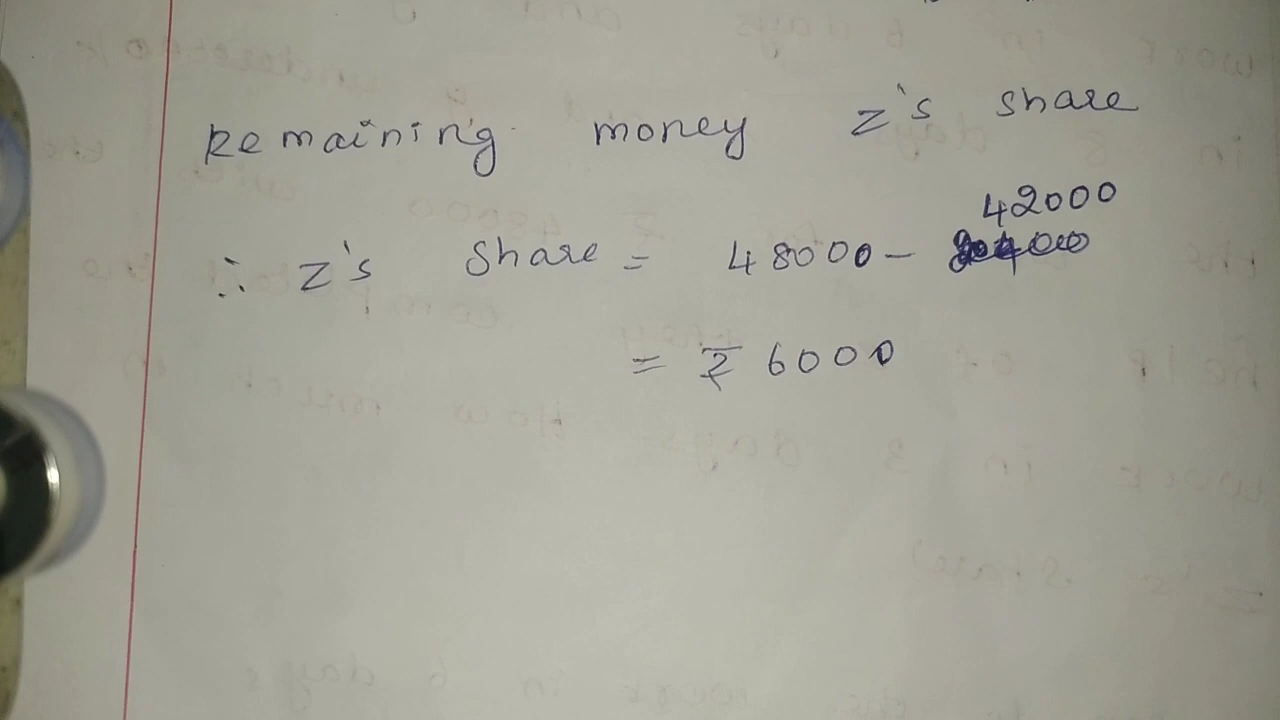 Remaining money z's share
42000
∴ z's share = 48000 –
= ₹ 6000